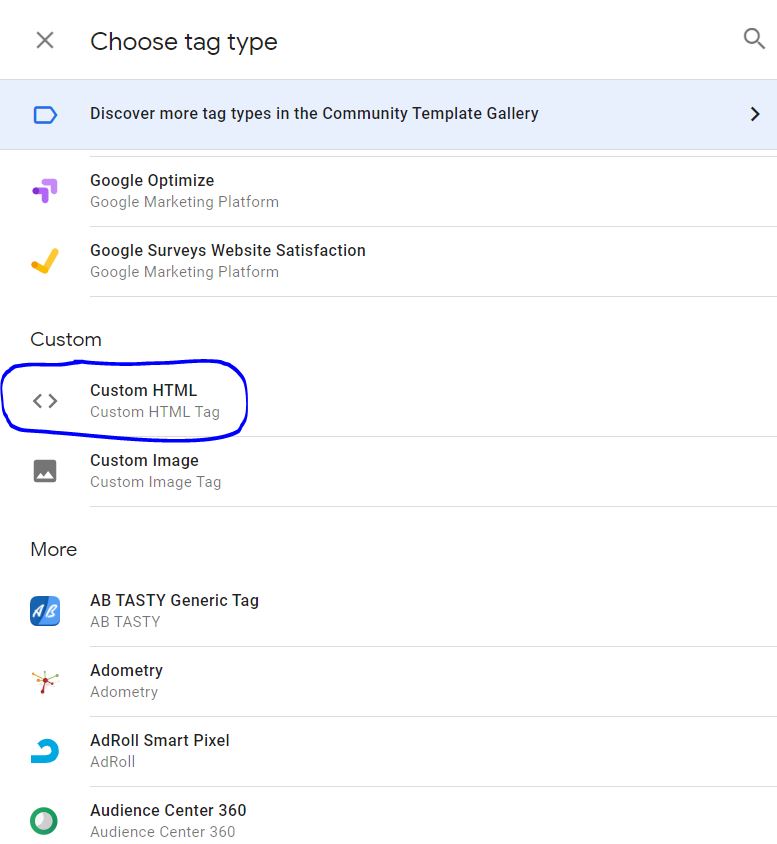 Choose tag type
Discover more tag types in the Community Template Gallery
Google Optimize
Google Marketing Platform
Google Surveys Website Satisfaction
Google Marketing Platform
Custom
Custom HTML
Custom HTML Tag
Custom Image
Custom Image Tag
More
AB TASTY Generic Tag
AB TASTY
Adometry
Adometry
AdRoll Smart Pixel
AdRoll
Audience Center 360
Audience Center 360